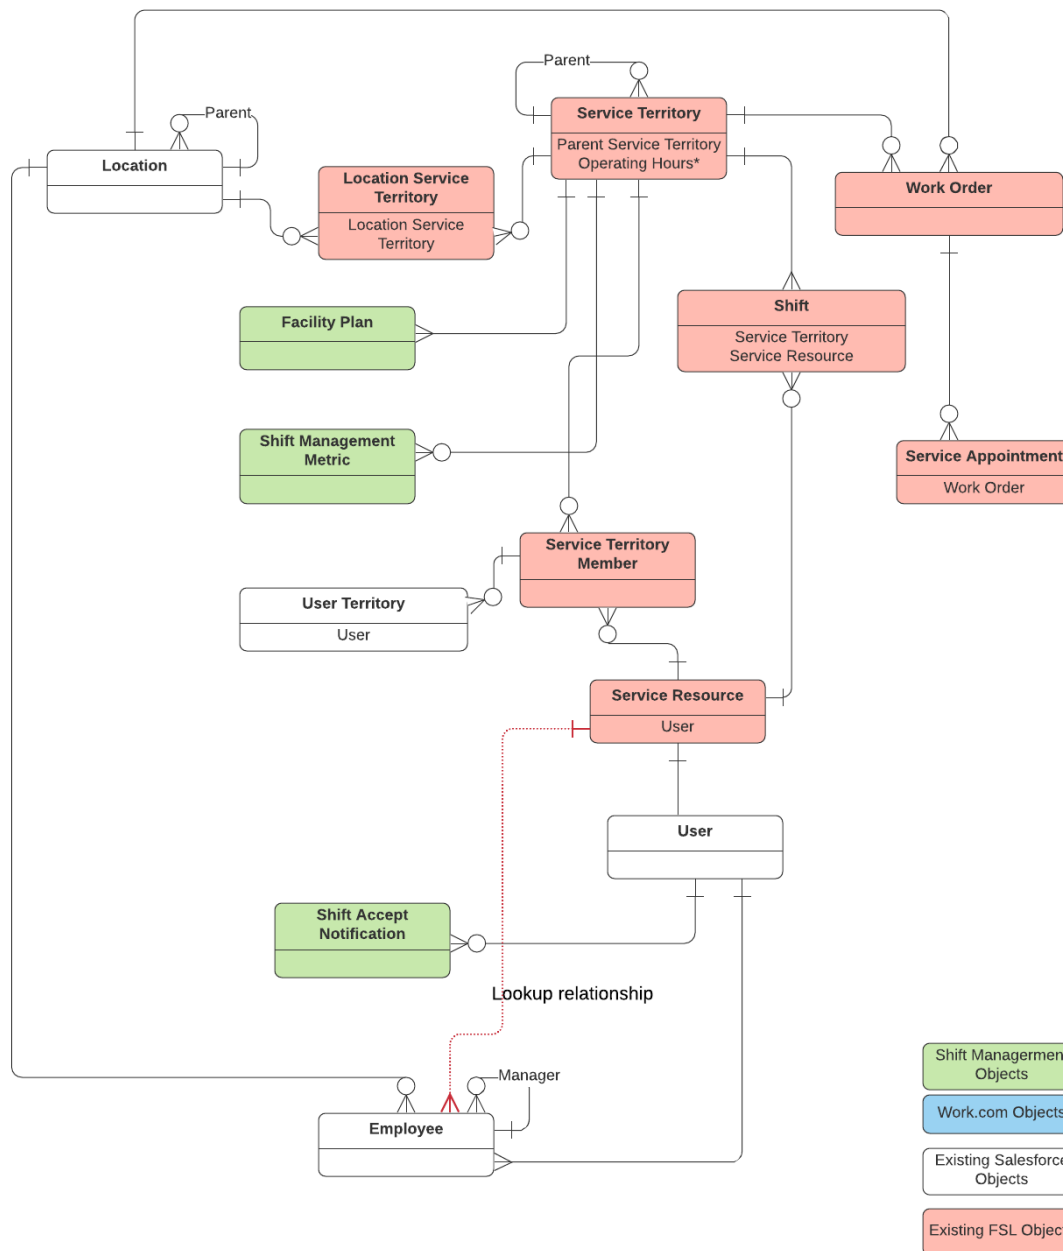 Parent
Service Territory
Parent Service Territory
Operating Hours*
Parent
Location
Location Service
Territory
Location Service
Territory
Work Order
Facility Plan
Shift
Service Territory
Service Resource
Shift Management
Metric
Service Appointment
Work Order
Service Territory
Member
User Territory
User
Service Resource
User
User
Shift Accept
Notification
Lookup relationship
Manager
Employee
Shift Managermen
Objects
Work.com Objects
Existing Salesforce
Objects
Existing FSL Object